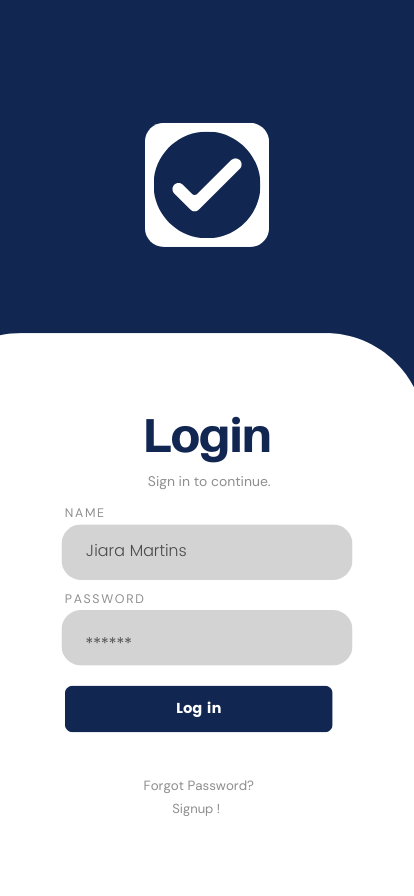 Login
Sign in to continue.
NAME
Jiara Martins
PASSWORD
******
Log in
Forgot Password?
Signup !